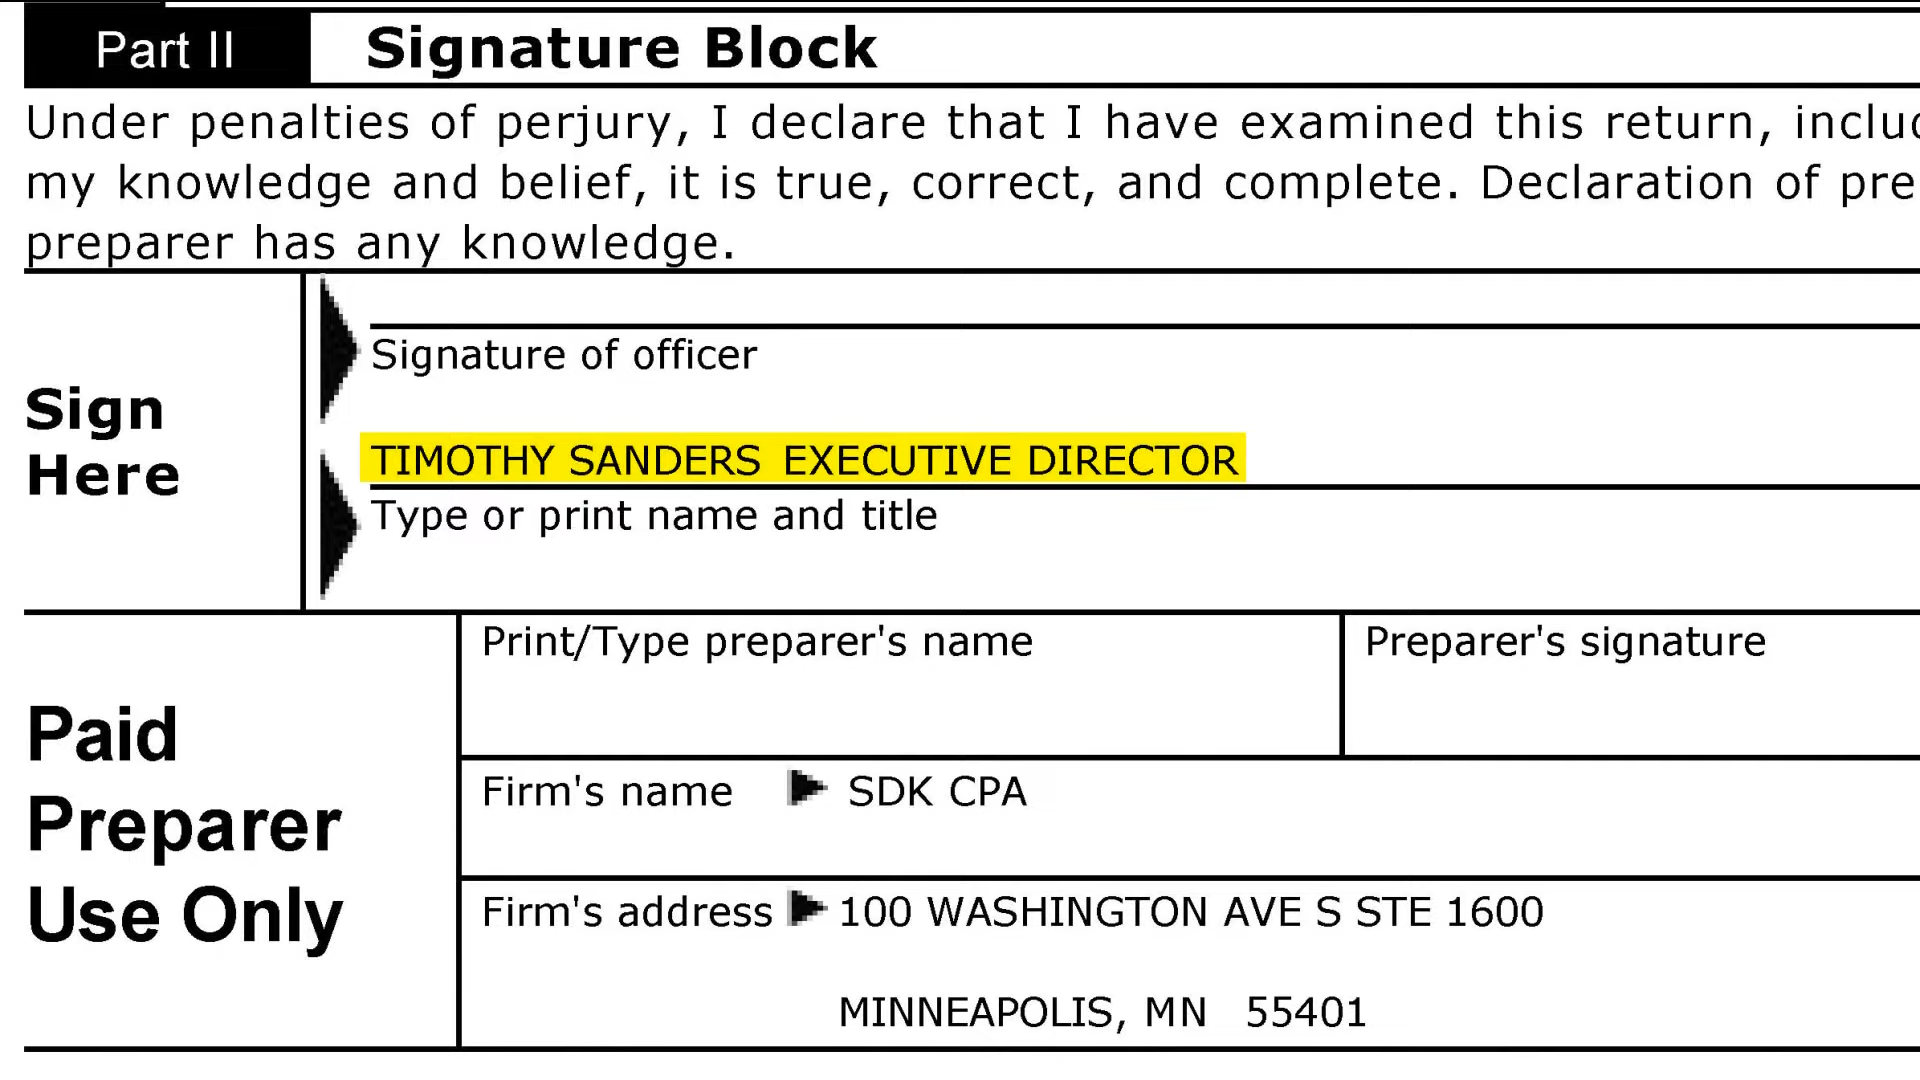 Part II Signature Block
Under penalties of perjury, I declare that I have examined this return,
my knowledge and belief, it is true, correct, and complete. Declaration of
preparer has any knowledge.
Signature of officer
Sign
Here
TIMOTHY SANDERS EXECUTIVE DIRECTOR
Type or print name and title
Print/Type preparer's name Preparer's signature
Paid
Preparer
Use Only
Firm's name SDK CPA
Firm's address 100 WASHINGTON AVE S STE 1600
MINNEAPOLIS, MN 55401